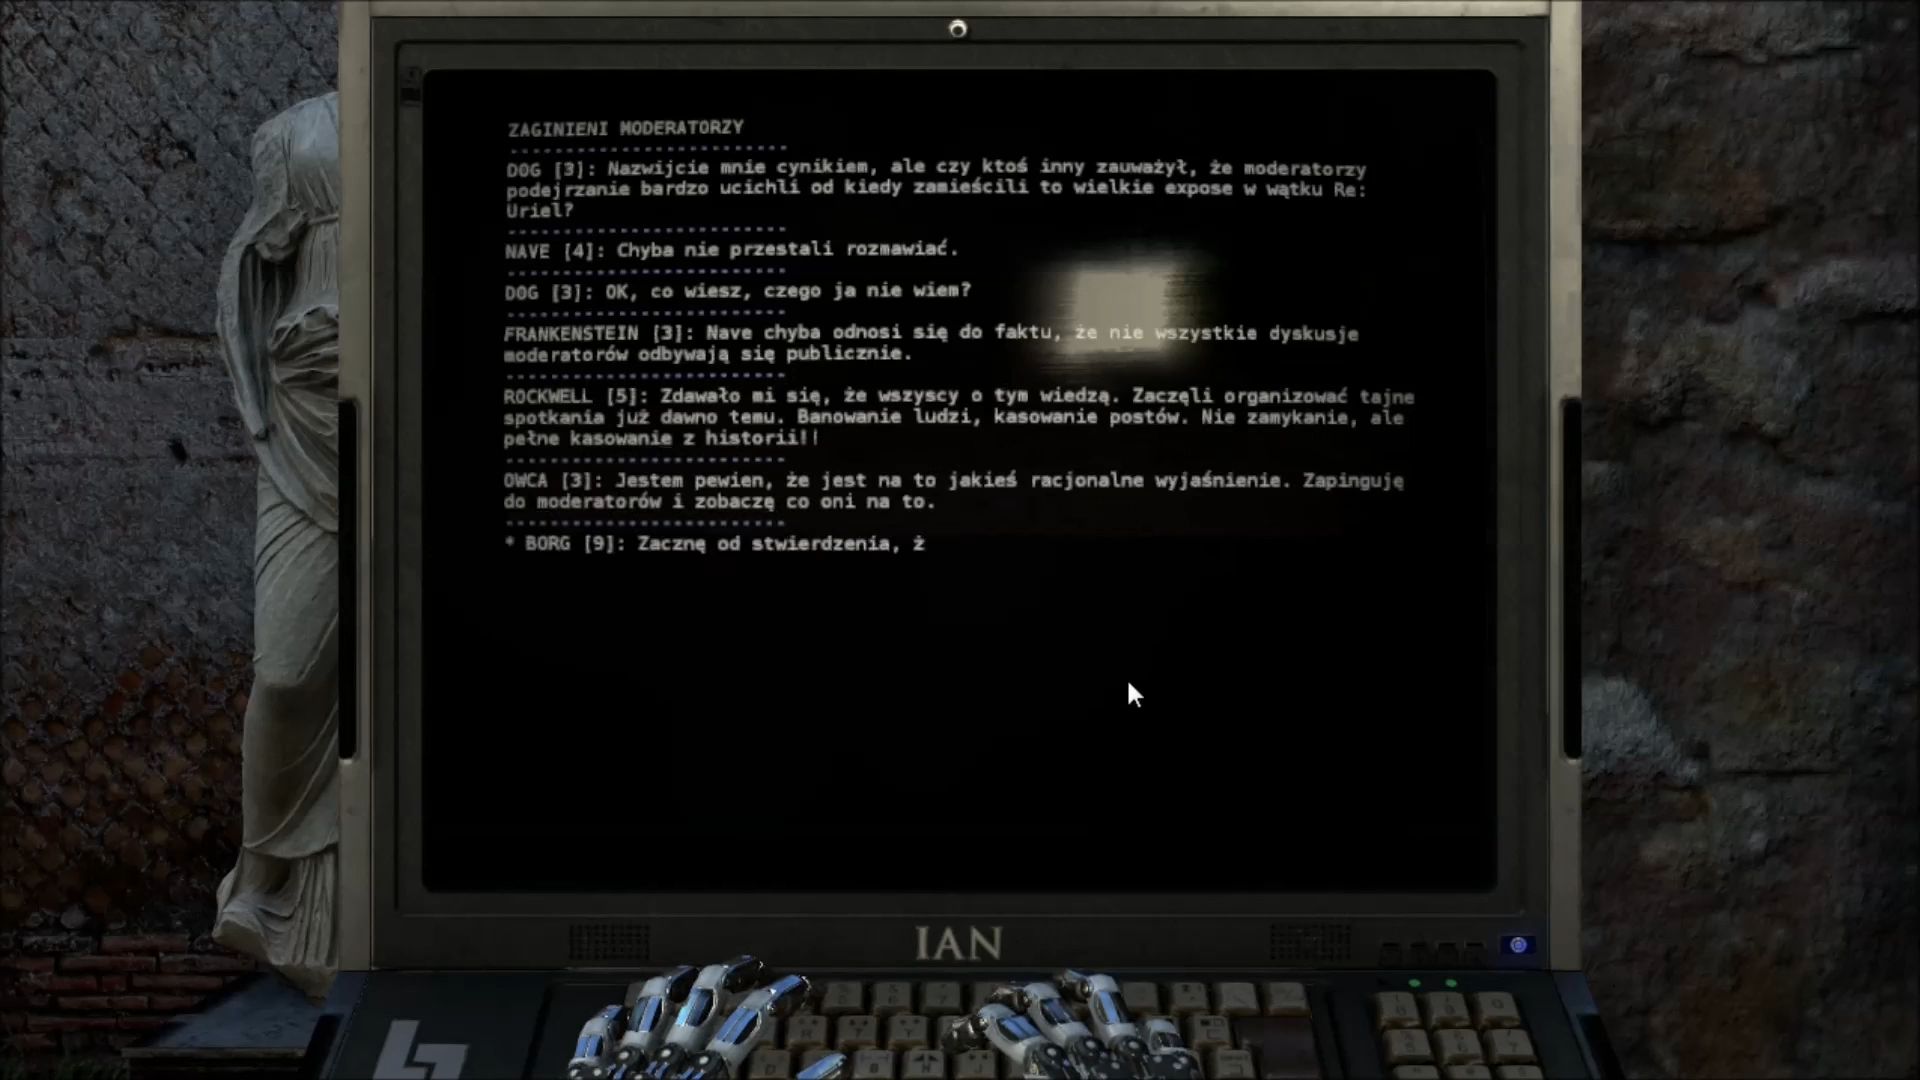 ZAGINIENI MODERATORZY
-------------------------
DOG [3]: Nazwijcie mnie cynikiem, ale czy ktoś inny zauważył, że moderatorzy
podejrzanie bardzo ucichli od kiedy zamieścili to wielkie expose w wątku Re:
Uriel?
-------------------------
NAVE [4]: Chyba nie przestali rozmawiać.
-------------------------
DOG [3]: OK, co wiesz, czego ja nie wiem?
-------------------------
FRANKENSTEIN [3]: Nave chyba odnosi się do faktu, że nie wszystkie dyskusje
moderatorów odbywają się publicznie.
-------------------------
ROCKWELL [5]: Zdawało mi się, że wszyscy o tym wiedzą. Zaczęli organizować tajne
spotkania już dawno temu. Banowanie ludzi, kasowanie postów. Nie zamykanie, ale
pełne kasowanie z historii!!
-------------------------
OWCA [3]: Jestem pewien, że jest na to jakieś racjonalne wyjaśnienie. Zapinguję
do moderatorów i zobaczę co oni na to.
-------------------------
* BORG [9]: Zacznę od stwierdzenia, ż
IAN